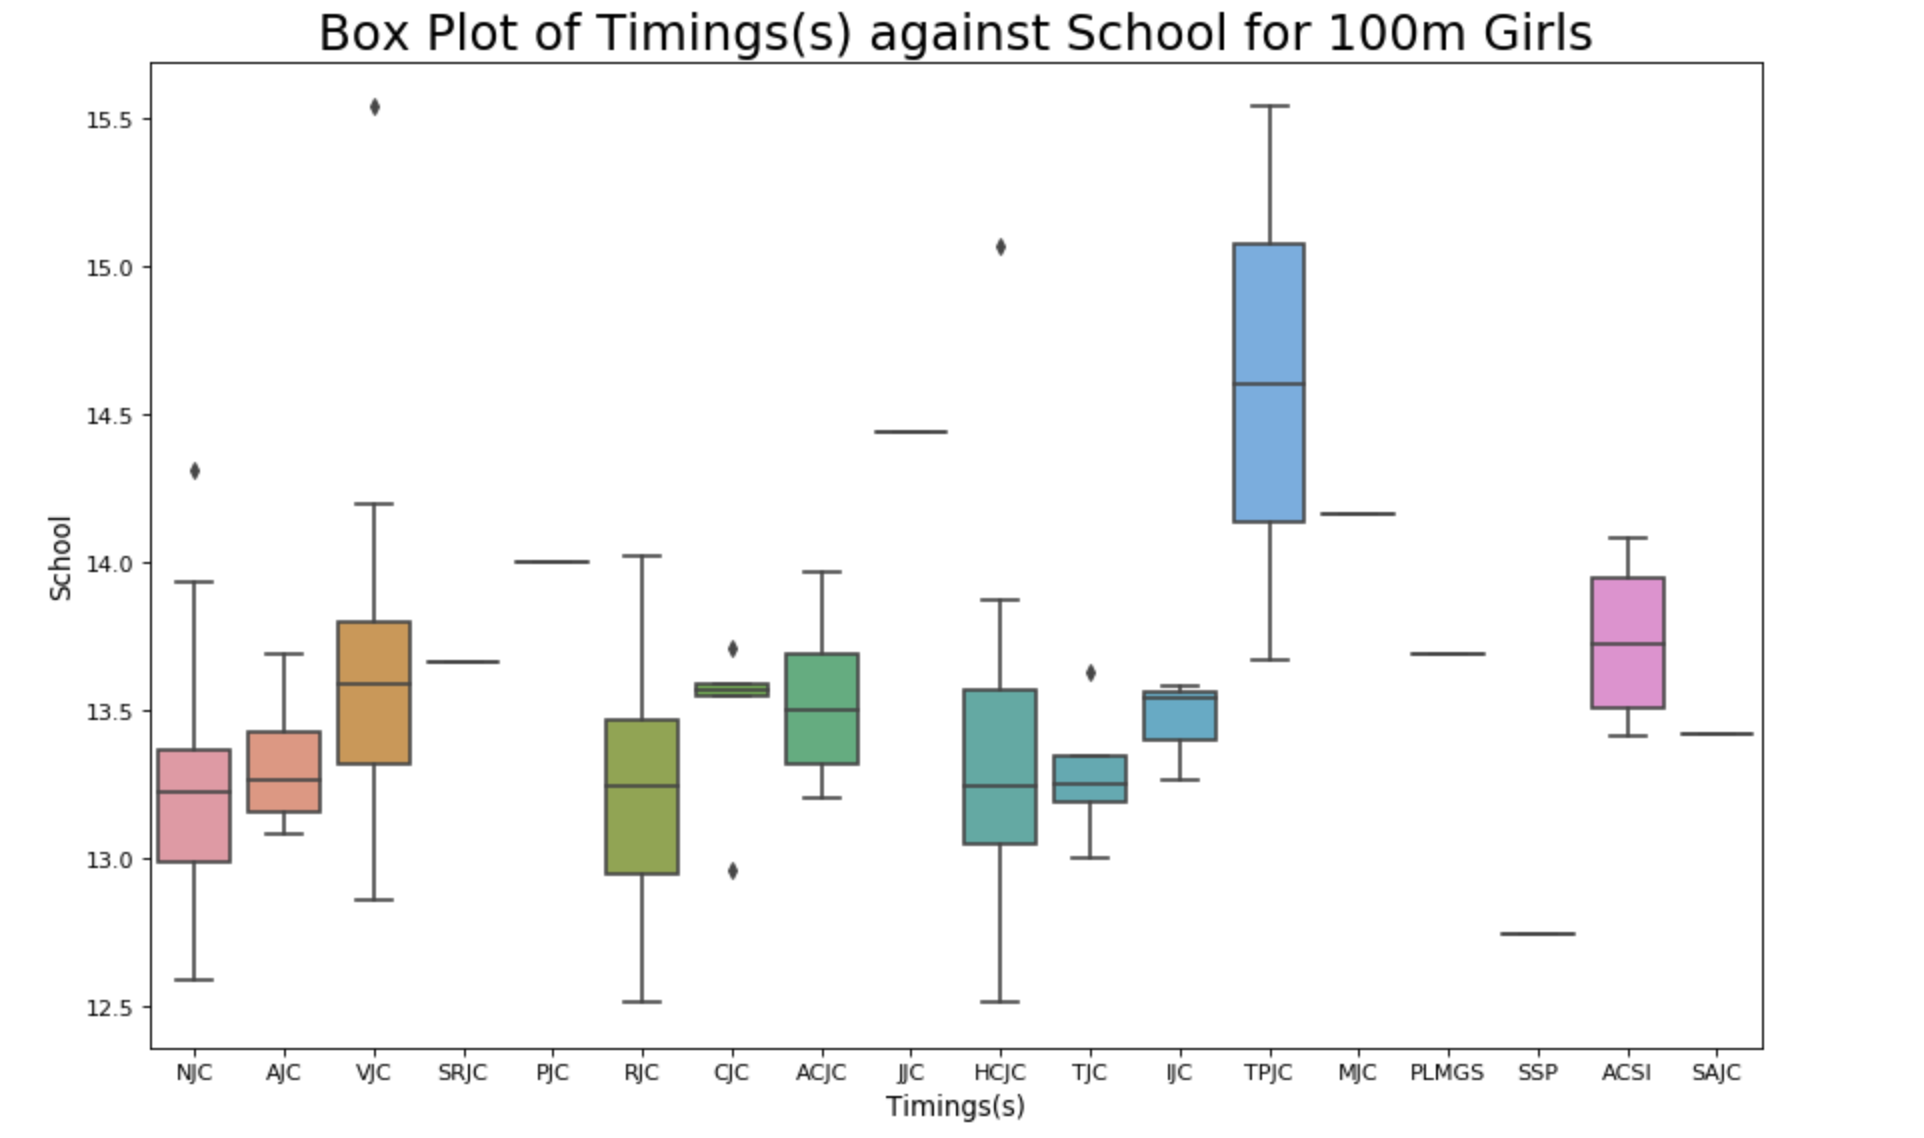 Box Plot of Timings(s) against School for 100m Girls
15.5
15.0
14.5
14.0
13.5
13.0
12.5
School
NJC AJC VJC SRJC PJC RJC CJC ACJC JJC HCJC TJC IJC TPJC MJC PLMGS SSP ACSI SAJC
Timings(s)